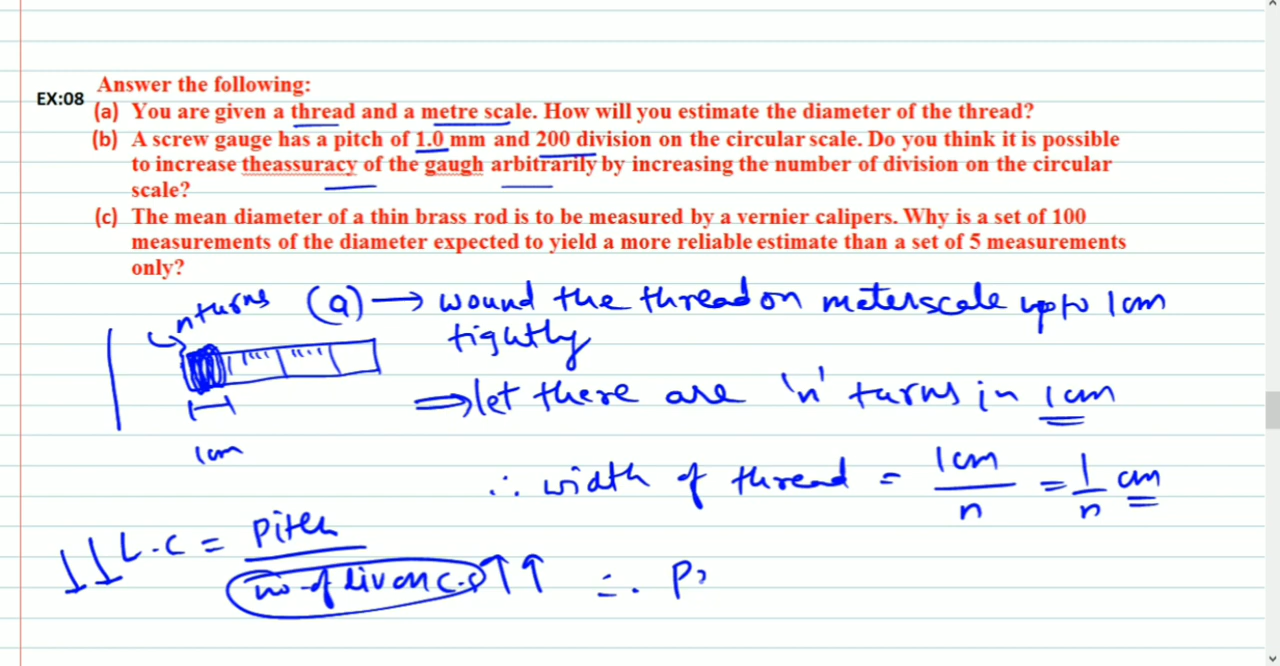 Answer the following:
EX:08
(a) You are given a thread and a metre scale. How will you estimate the diameter of the thread?
(b) A screw gauge has a pitch of 1.0 mm and 200 division on the circular scale. Do you think it is possible
to increase theassuracy of the gaugh arbitrarily by increasing the number of division on the circular
scale?
(c) The mean diameter of a thin brass rod is to be measured by a vernier calipers. Why is a set of 100
measurements of the diameter expected to yield a more reliable estimate than a set of 5 measurements
only?
n turns (a) → wound the thread on meterscale upto 1cm
tightly
⇒ let there are 'n' turns in 1cm
1cm
∴ width of thread = 1cm/n = 1/n cm
↓↓ L.C = Pitch/no of div on C.S ↑↑ =.